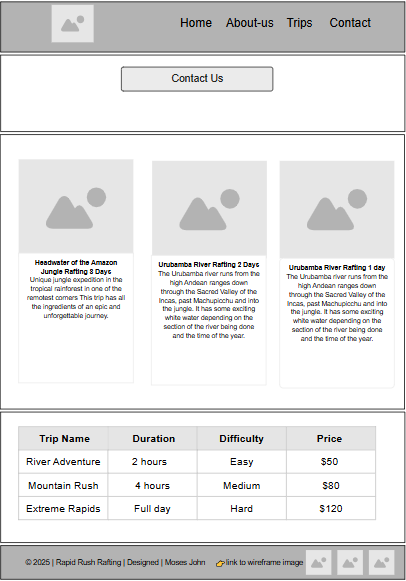 Home About-us Trips Contact
Contact Us
Headwater of the Amazon
Jungle Rafting 3 Days
Unique jungle expedition in the
tropical rainforest in one of the
remotest corners This trip has all
the ingredients of an epic and
unforgettable journey.
Urubamba River Rafting 2 Days
The Urubamba river runs from the
high Andean ranges down
through the Sacred Valley of the
Incas, past Machupicchu and into
the jungle. It has some exciting
white water depending on the
section of the river being done
and the time of the year.
Urubamba River Rafting 1 day
The Urubamba river runs from the
high Andean ranges down
through the Sacred Valley of the
Incas, past Machupicchu and into
the jungle. It has some exciting
white water depending on the
section of the river being done
and the time of the year.
Trip Name Duration Difficulty Price
River Adventure 2 hours Easy $50
Mountain Rush 4 hours Medium $80
Extreme Rapids Full day Hard $120
© 2025 | Rapid Rush Rafting | Designed | Moses John 👉link to wireframe image